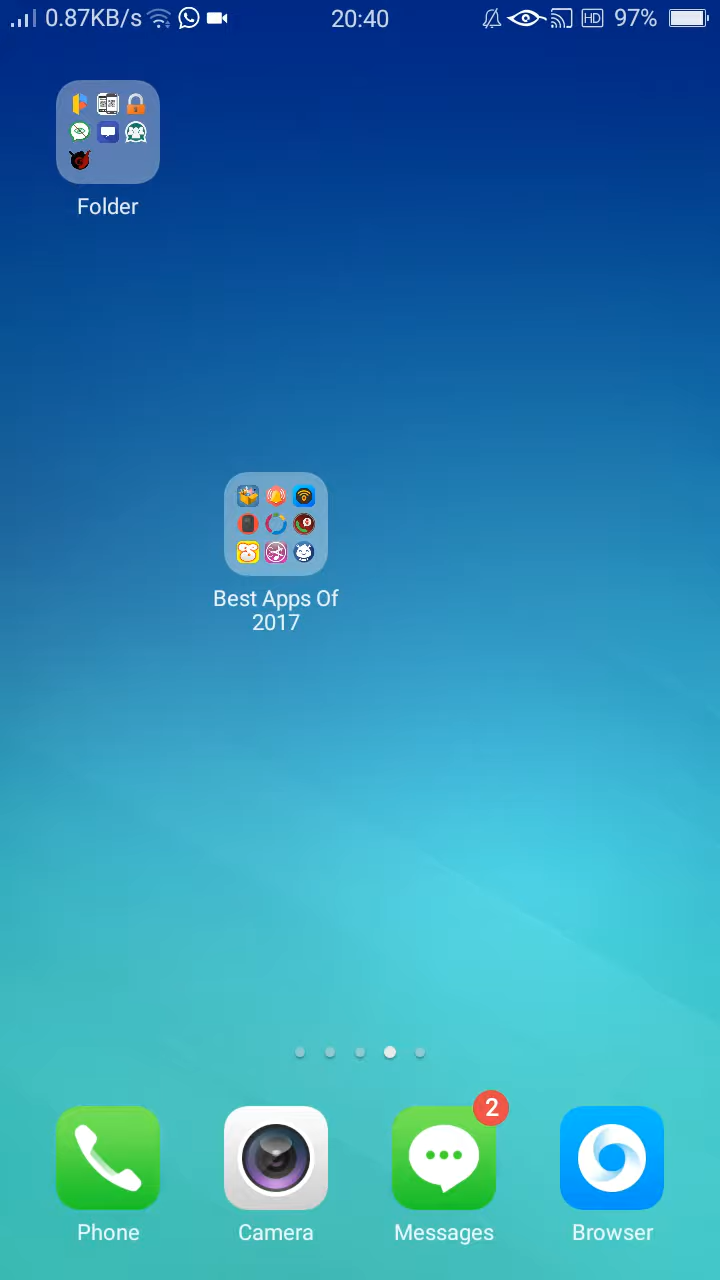 0.87KB/s 20:40 HD 97%
Folder
Best Apps Of
2017
2
Phone Camera Messages Browser